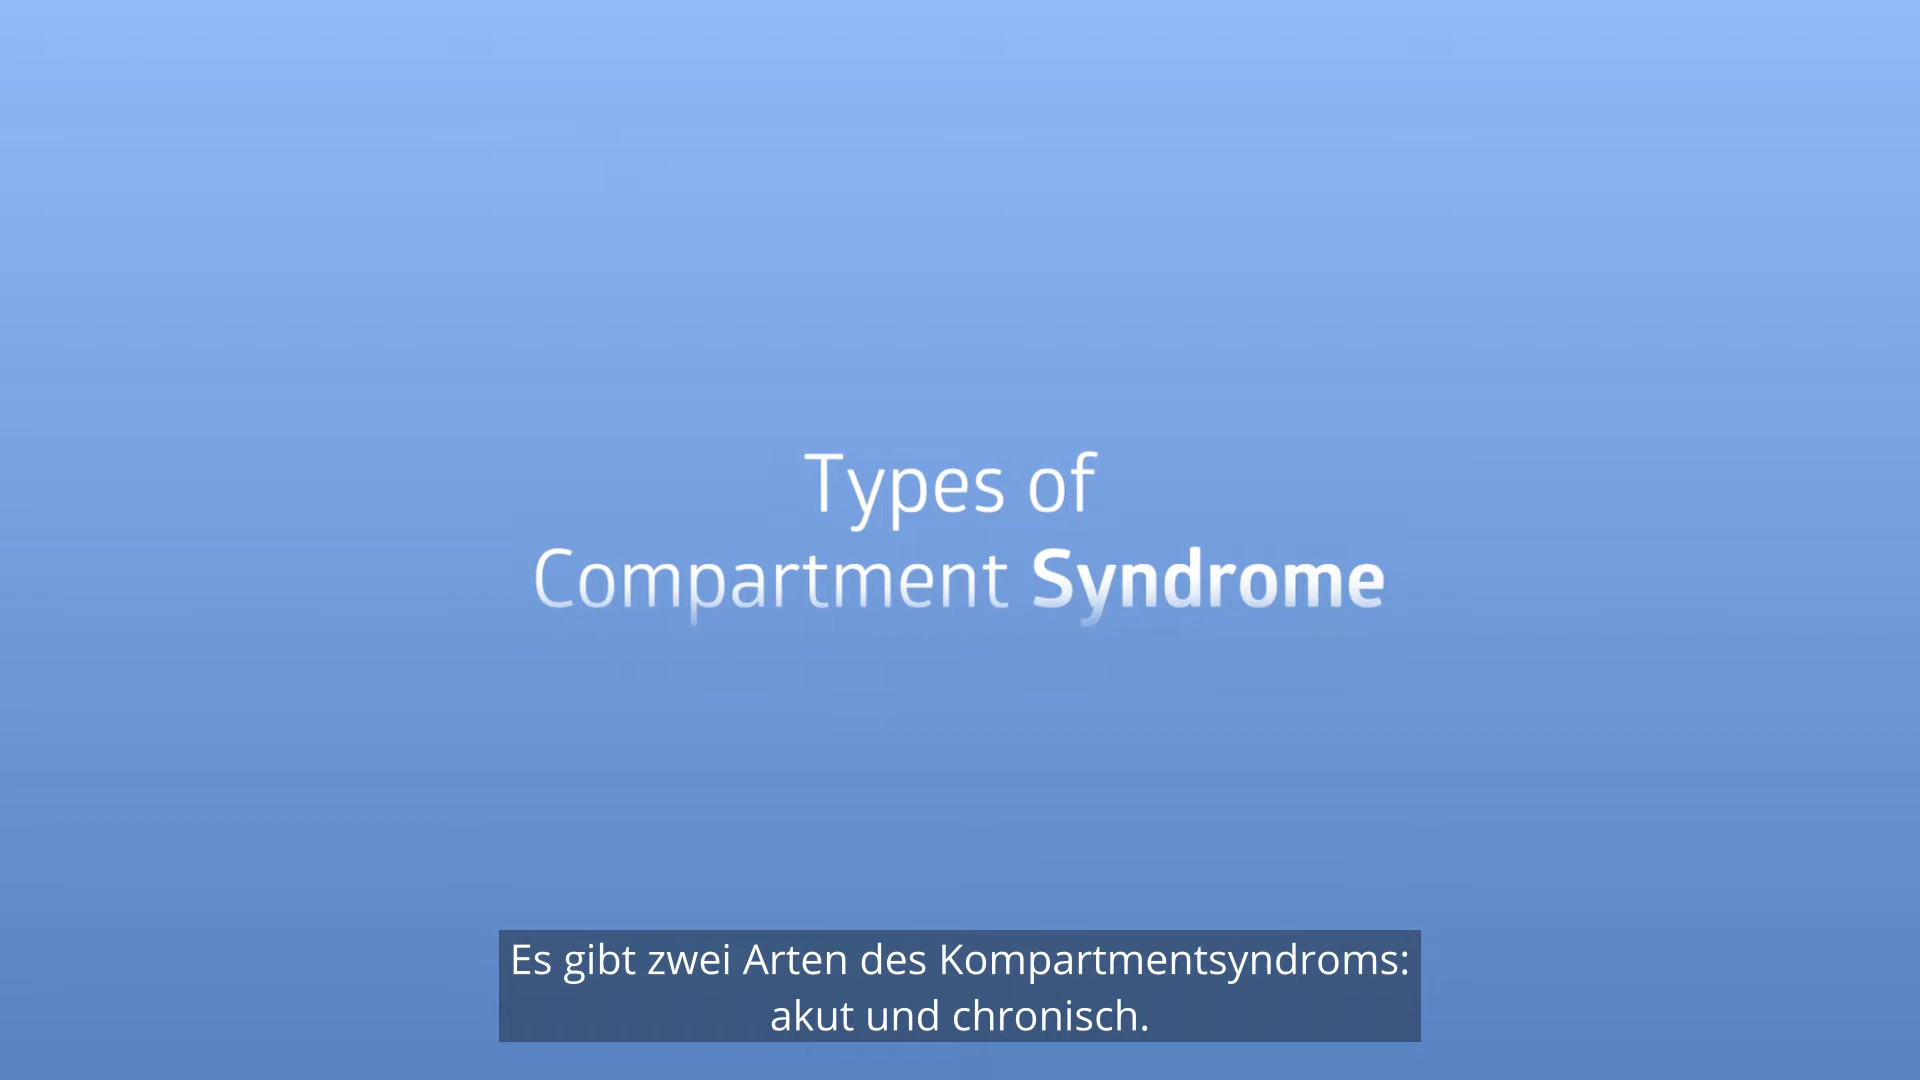 Types of
Compartment Syndrome
Es gibt zwei Arten des Kompartmentsyndroms:
akut und chronisch.